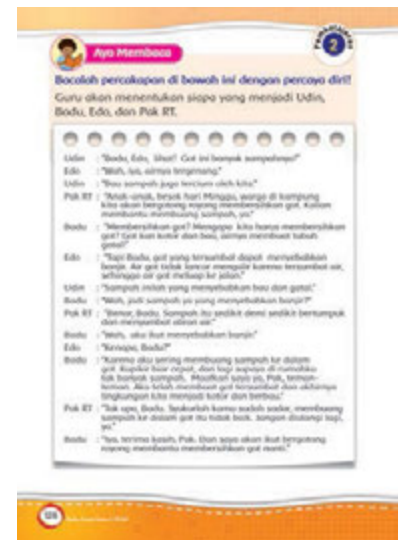 Pembelajaran
2
Ayo Membaca
Bacalah percakapan di bawah ini dengan percaya diri!
Guru akan menentukan siapa yang menjadi Udin,
Badu, Edo, dan Pak RT.
Udin : "Badu, Edo, lihat! Got ini banyak sampahnya!"
Edo : "Wah, iya, airnya tergenang."
Udin : "Bau sampah juga tercium oleh kita."
Pak RT : "Anak-anak, besok hari Minggu, warga di kampung
kita akan bergotong royong membersihkan got. Kalian
membantu membuang sampah, ya."
Badu : "Membersihkan got? Mengapa kita harus membersihkan
got? Got kan kotor dan bau, airnya membuat tubuh
gatal."
Edo : "Tapi Badu, got yang tersumbat dapat menyebabkan
banjir. Air got tidak lancar mengalir karena tersumbat air,
sehingga air got meluap ke jalan."
Udin : "Sampah inilah yang menyebabkan bau dan gatal."
Badu : "Wah, jadi sampah ya yang menyebabkan banjir?"
Pak RT : "Benar, Badu. Sampah itu sedikit demi sedikit bertumpuk
dan menyumbat aliran air."
Badu : "Wah, aku ikut menyebabkan banjir."
Edo : "Kenapa, Badu?"
Badu : "Karena aku sering membuang sampah ke dalam
got. Kupikir biar cepat, dan lagi supaya di rumahku
tak banyak sampah. Maafkan saya ya, Pak, teman-
teman. Aku telah membuat got tersumbat dan akhirnya
lingkungan kita menjadi kotor dan berbau."
Pak RT : "Tak apa, Badu. Syukurlah kamu sudah sadar, membuang
sampah ke dalam got itu tidak baik. Jangan diulangi lagi,
ya."
Badu : "Iya, terima kasih, Pak. Dan saya akan ikut bergotong
royong membantu membersihkan got nanti."
128